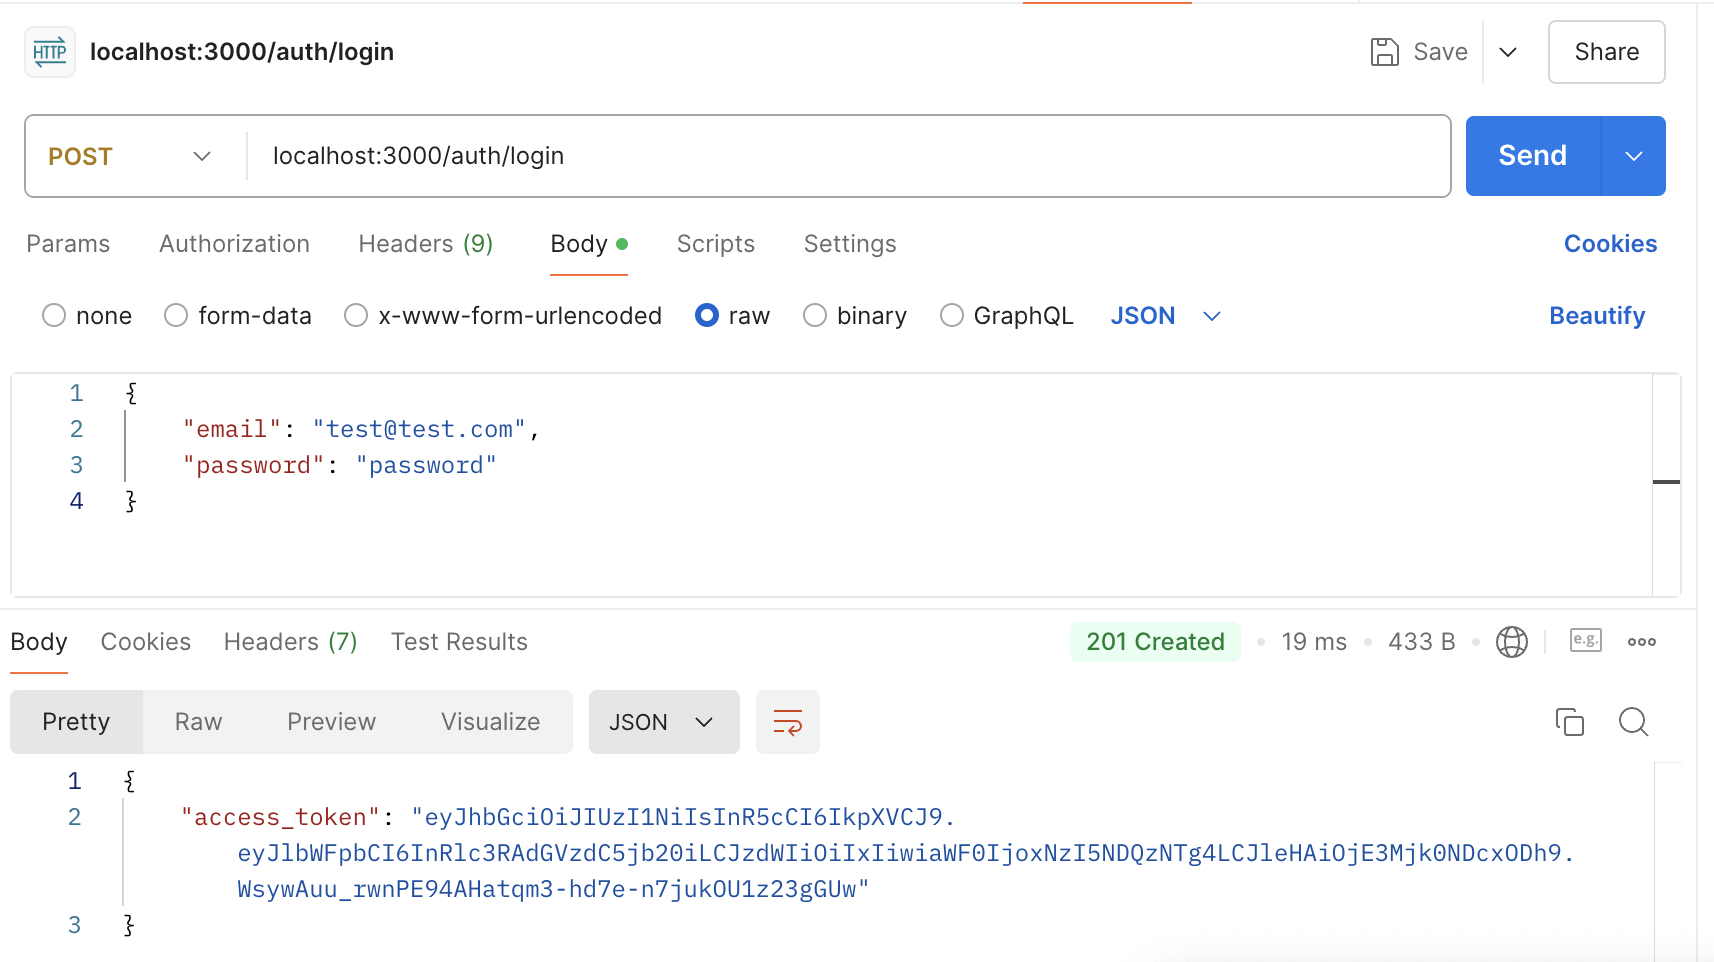 HTTP localhost:3000/auth/login Save Share
POST localhost:3000/auth/login Send
Params Authorization Headers (9) Body Scripts Settings Cookies
none form-data x-www-form-urlencoded raw binary GraphQL JSON Beautify
1 {
2 "email": "test@test.com",
3 "password": "password"
4 }
Body Cookies Headers (7) Test Results 201 Created 19 ms 433 B e.g.
Pretty Raw Preview Visualize JSON
1 {
2 "access_token": "eyJhbGciOiJIUzI1NiIsInR5cCI6IkpXVCJ9.
eyJlbWFpbCI6InRlc3RAdGVzdC5jb20iLCJzdWIiOiIxIiwiaWF0IjoxNzI5NDQzNTg4LCJleHAiOjE3Mjk0NDcxODh9.
WsywAuu_rwnPE94AHatqm3-hd7e-n7jukOU1z23gGUw"
3 }